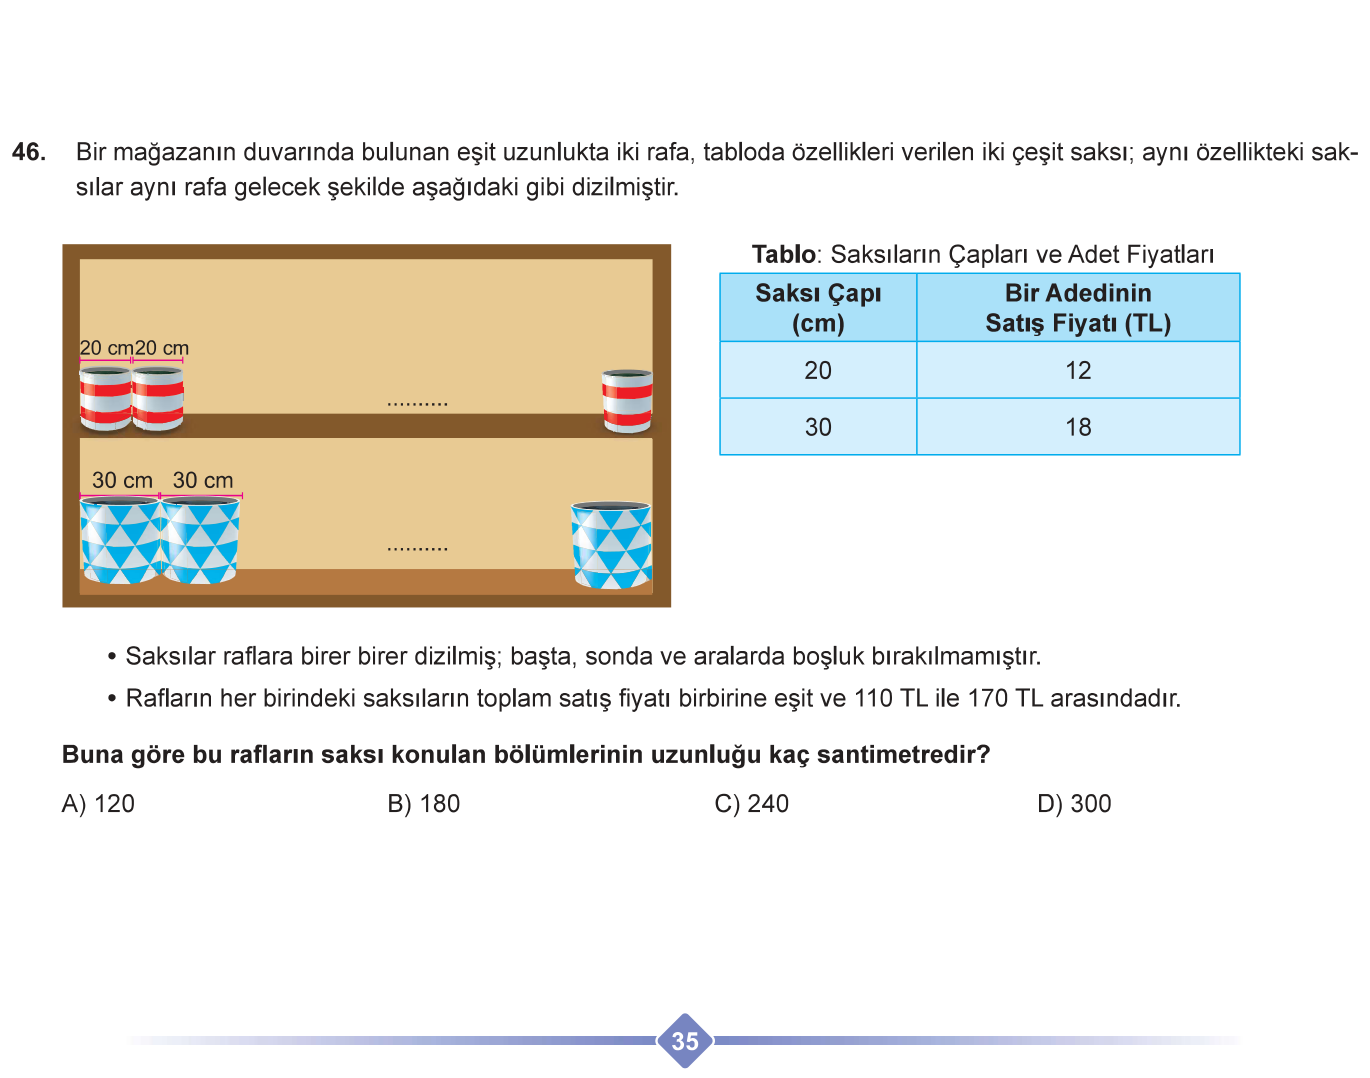 46. Bir mağazanın duvarında bulunan eşit uzunlukta iki rafa, tabloda özellikleri verilen iki çeşit saksı; aynı özellikteki sak-
sılar aynı rafa gelecek şekilde aşağıdaki gibi dizilmiştir.
20 cm 20 cm
..........
30 cm 30 cm
..........
Tablo: Saksıların Çapları ve Adet Fiyatları
Saksı Çapı (cm) Bir Adedinin Satış Fiyatı (TL)
20 12
30 18
• Saksılar raflara birer birer dizilmiş; başta, sonda ve aralarda boşluk bırakılmamıştır.
• Rafların her birindeki saksıların toplam satış fiyatı birbirine eşit ve 110 TL ile 170 TL arasındadır.
Buna göre bu rafların saksı konulan bölümlerinin uzunluğu kaç santimetredir?
A) 120 B) 180 C) 240 D) 300
35